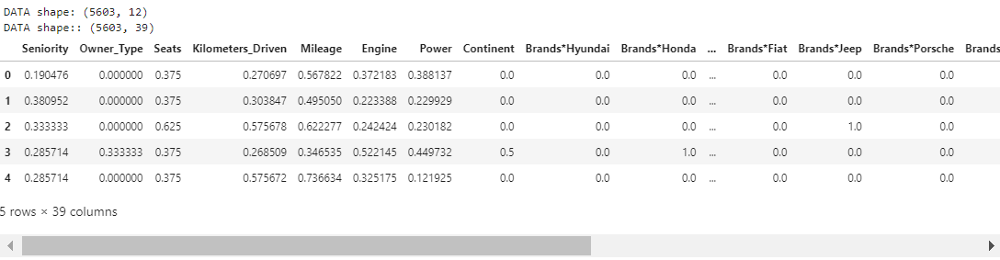 DATA shape: (5603, 12)
DATA shape:: (5603, 39)
Seniority Owner_Type Seats Kilometers_Driven Mileage Engine Power Continent Brands*Hyundai Brands*Honda ... Brands*Fiat Brands*Jeep Brands*Porsche Brands
0 0.190476 0.000000 0.375 0.270697 0.567822 0.372183 0.388137 0.0 0.0 0.0 ... 0.0 0.0 0.0
1 0.380952 0.000000 0.375 0.303847 0.495050 0.223388 0.229929 0.0 0.0 0.0 ... 0.0 0.0 0.0
2 0.333333 0.000000 0.625 0.575678 0.622277 0.242424 0.230182 0.0 0.0 0.0 ... 0.0 1.0 0.0
3 0.285714 0.333333 0.375 0.268509 0.346535 0.522145 0.449732 0.5 0.0 1.0 ... 0.0 0.0 0.0
4 0.285714 0.000000 0.375 0.575672 0.736634 0.325175 0.121925 0.0 0.0 0.0 ... 0.0 0.0 0.0
5 rows × 39 columns